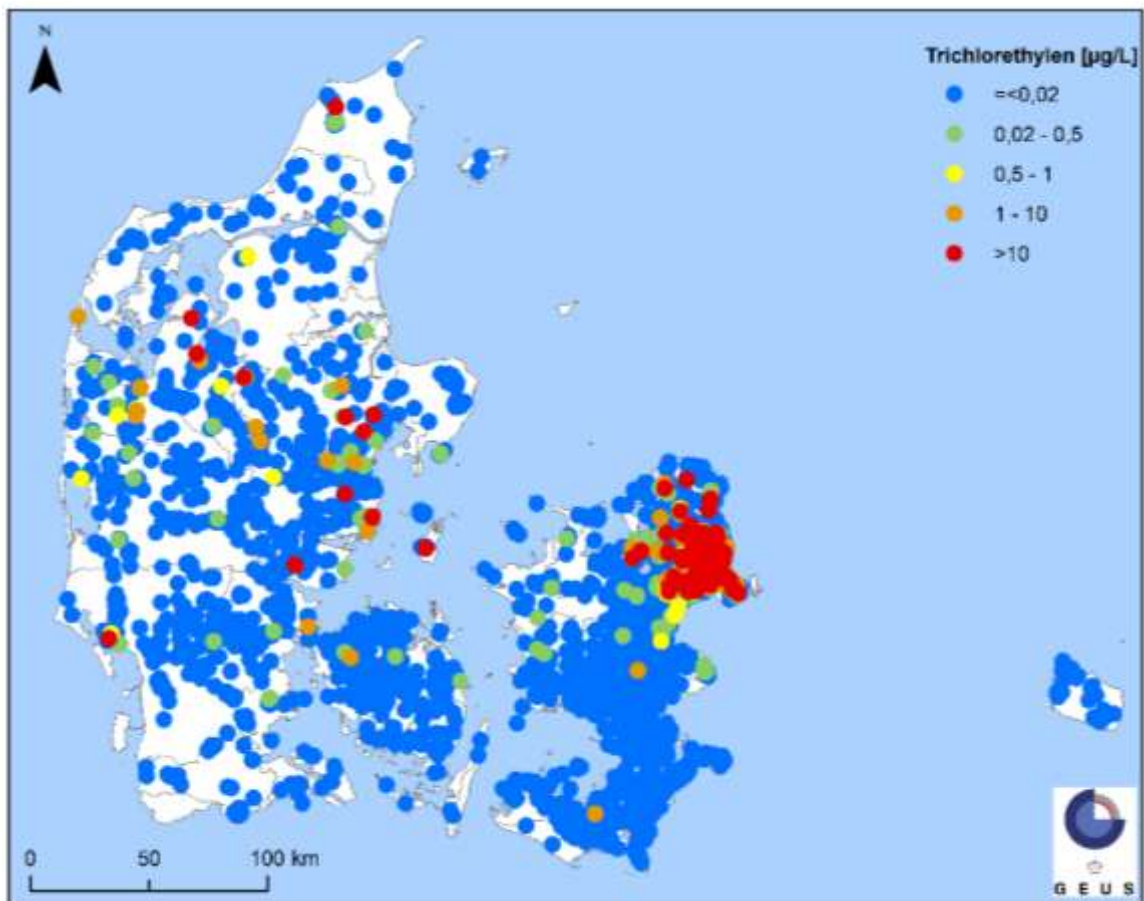 N
Trichlorethylen [µg/L]
=<0,02
0,02 - 0,5
0,5 - 1
1 - 10
>10
0 50 100 km
G E U S